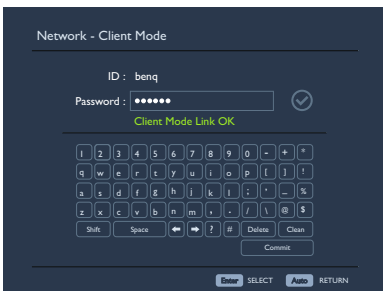 Network - Client Mode
ID : benq
Password : ●●●●●●
Client Mode Link OK
1 2 3 4 5 6 7 8 9 0 - + *
q w e r t y u i o p [ ] !
a s d f g h j k l ; ' _ %
z x c v b n m , . / \ @ $
Shift Space ⬅ ➡ ? # Delete Clean
Commit
Enter SELECT Auto RETURN